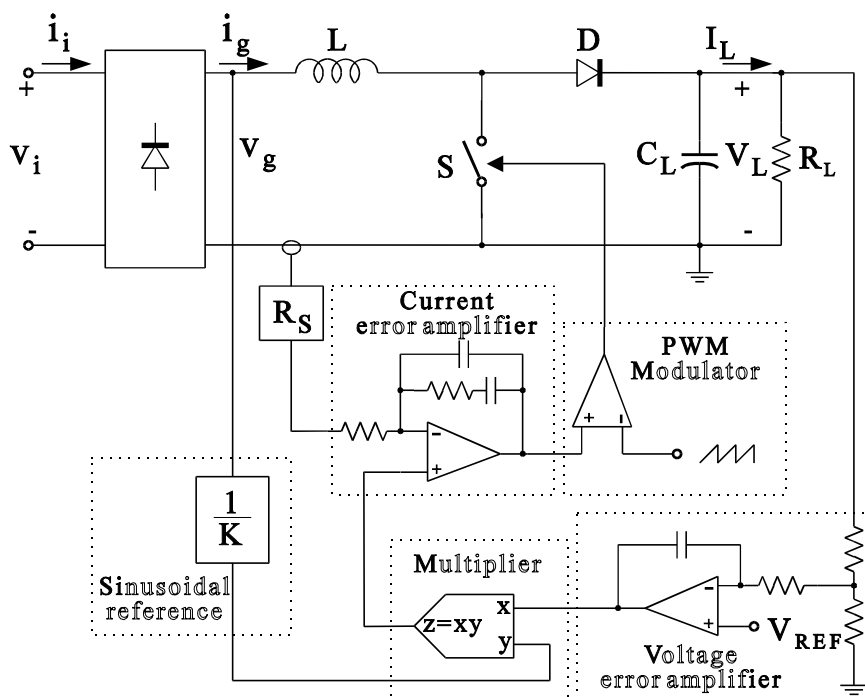 i_i
i_g
L
D
I_L
+
+
v_i
v_g
S
C_L
V_L
R_L
-
-
R_S
Current
error amplifier
PWM
Modulator
-
+
+
-
1
K
Sinusoidal
reference
Multiplier
x
z=xy
y
-
+
V_REF
Voltage
error amplifier